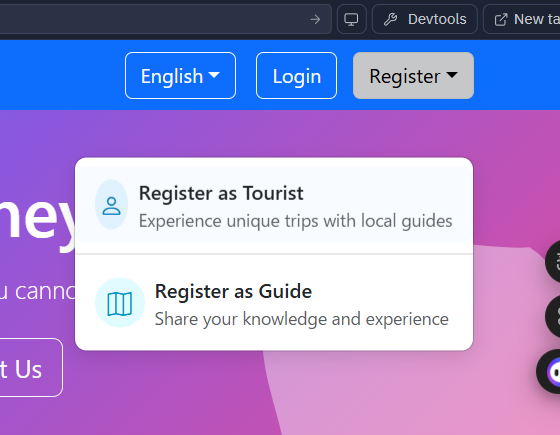 Devtools
New ta
English
Login
Register
Register as Tourist
Experience unique trips with local guides
ney
u canno
Register as Guide
Share your knowledge and experience
t Us